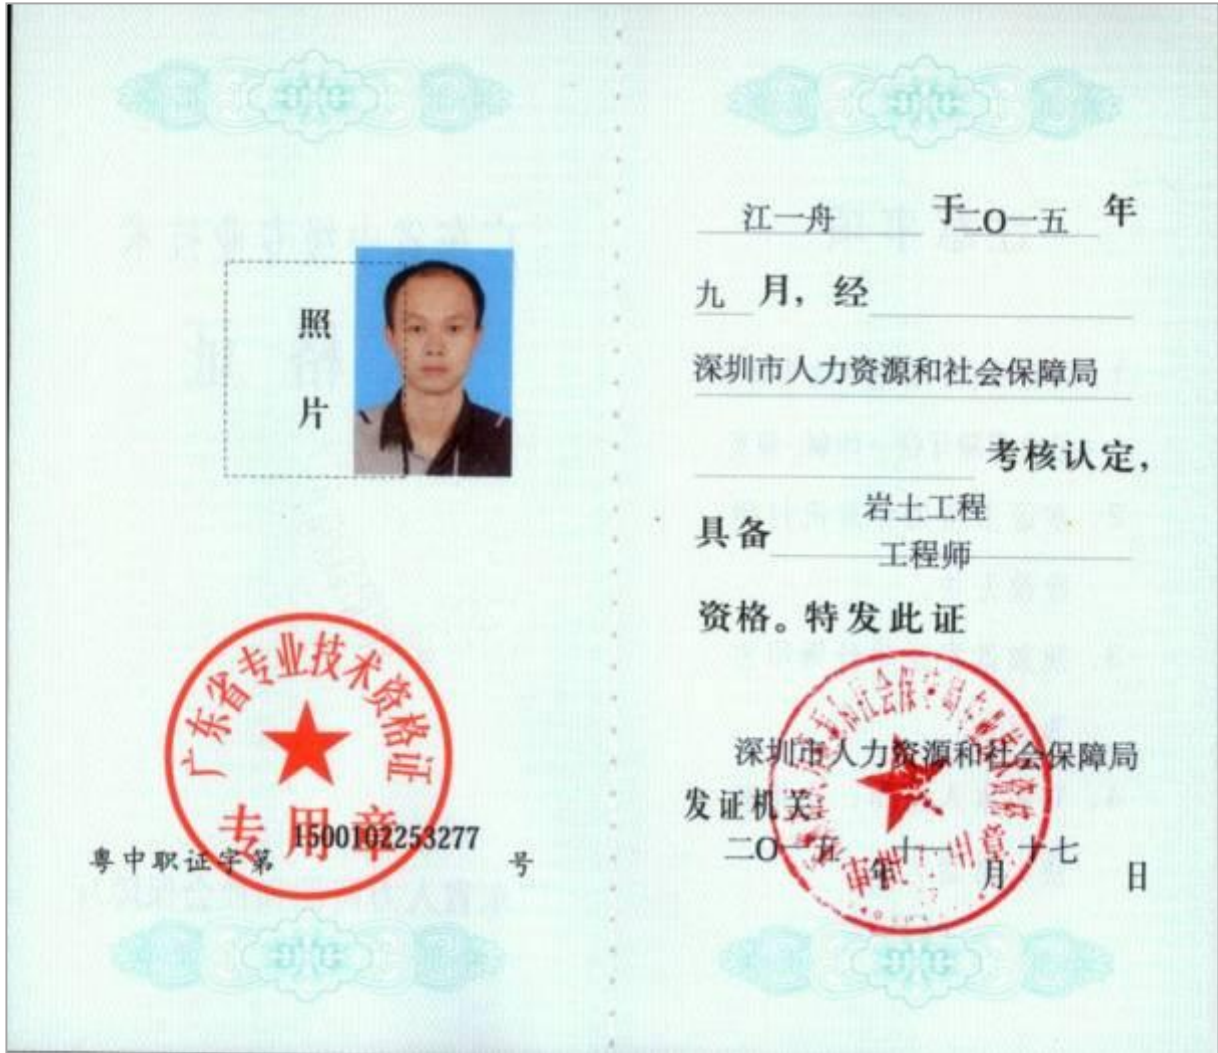 照
片
广东省专业技术资格证
专用章
粤中职证字第 1500102253277 号
江一舟 于二O一五 年
九 月，经
深圳市人力资源和社会保障局
考核认定，
具备 岩土工程
工程师
资格。特发此证
深圳市人力资源和社会保障局
发证机关：
二O一五 年 十一 月 十七 日